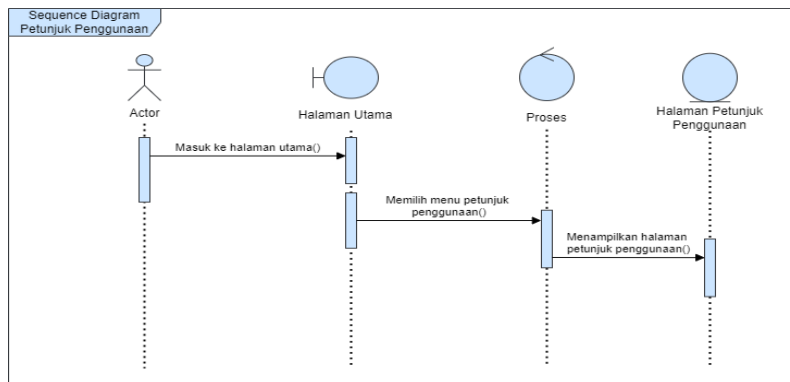 Sequence Diagram
Petunjuk Penggunaan
Actor
Halaman Utama
Proses
Halaman Petunjuk
Penggunaan
Masuk ke halaman utama()
Memilih menu petunjuk
penggunaan()
Menampilkan halaman
petunjuk penggunaan()